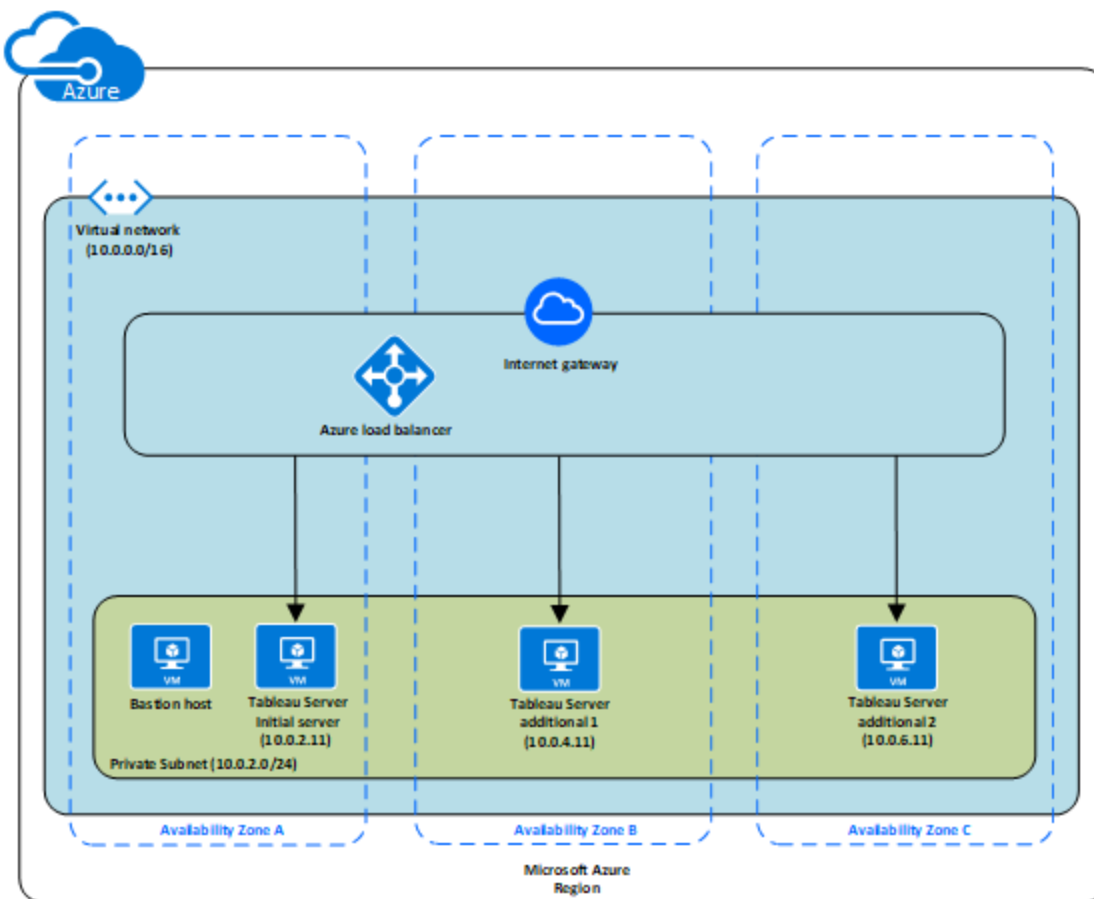 Azure
Virtual network
(10.0.0.0/16)
Internet gateway
Azure load balancer
VM
Bastion host
VM
Tableau Server
Initial server
(10.0.2.11)
VM
Tableau Server
additional 1
(10.0.4.11)
VM
Tableau Server
additional 2
(10.0.6.11)
Private Subnet (10.0.2.0/24)
Availability Zone A
Availability Zone B
Availability Zone C
Microsoft Azure
Region